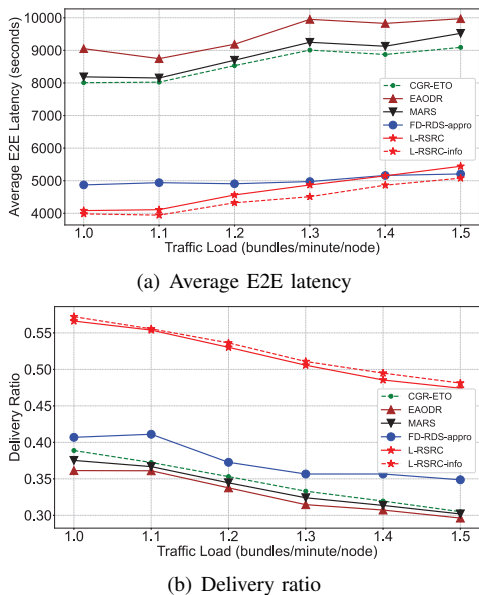 10000
9000
8000
7000
6000
5000
4000
Average E2E Latency (seconds)
CGR-ETO
EAODR
MARS
FD-RDS-appro
L-RSRC
L-RSRC-info
1.0 1.1 1.2 1.3 1.4 1.5
Traffic Load (bundles/minute/node)
(a) Average E2E latency
0.55
0.50
0.45
0.40
0.35
0.30
Delivery Ratio
CGR-ETO
EAODR
MARS
FD-RDS-appro
L-RSRC
L-RSRC-info
1.0 1.1 1.2 1.3 1.4 1.5
Traffic Load (bundles/minute/node)
(b) Delivery ratio